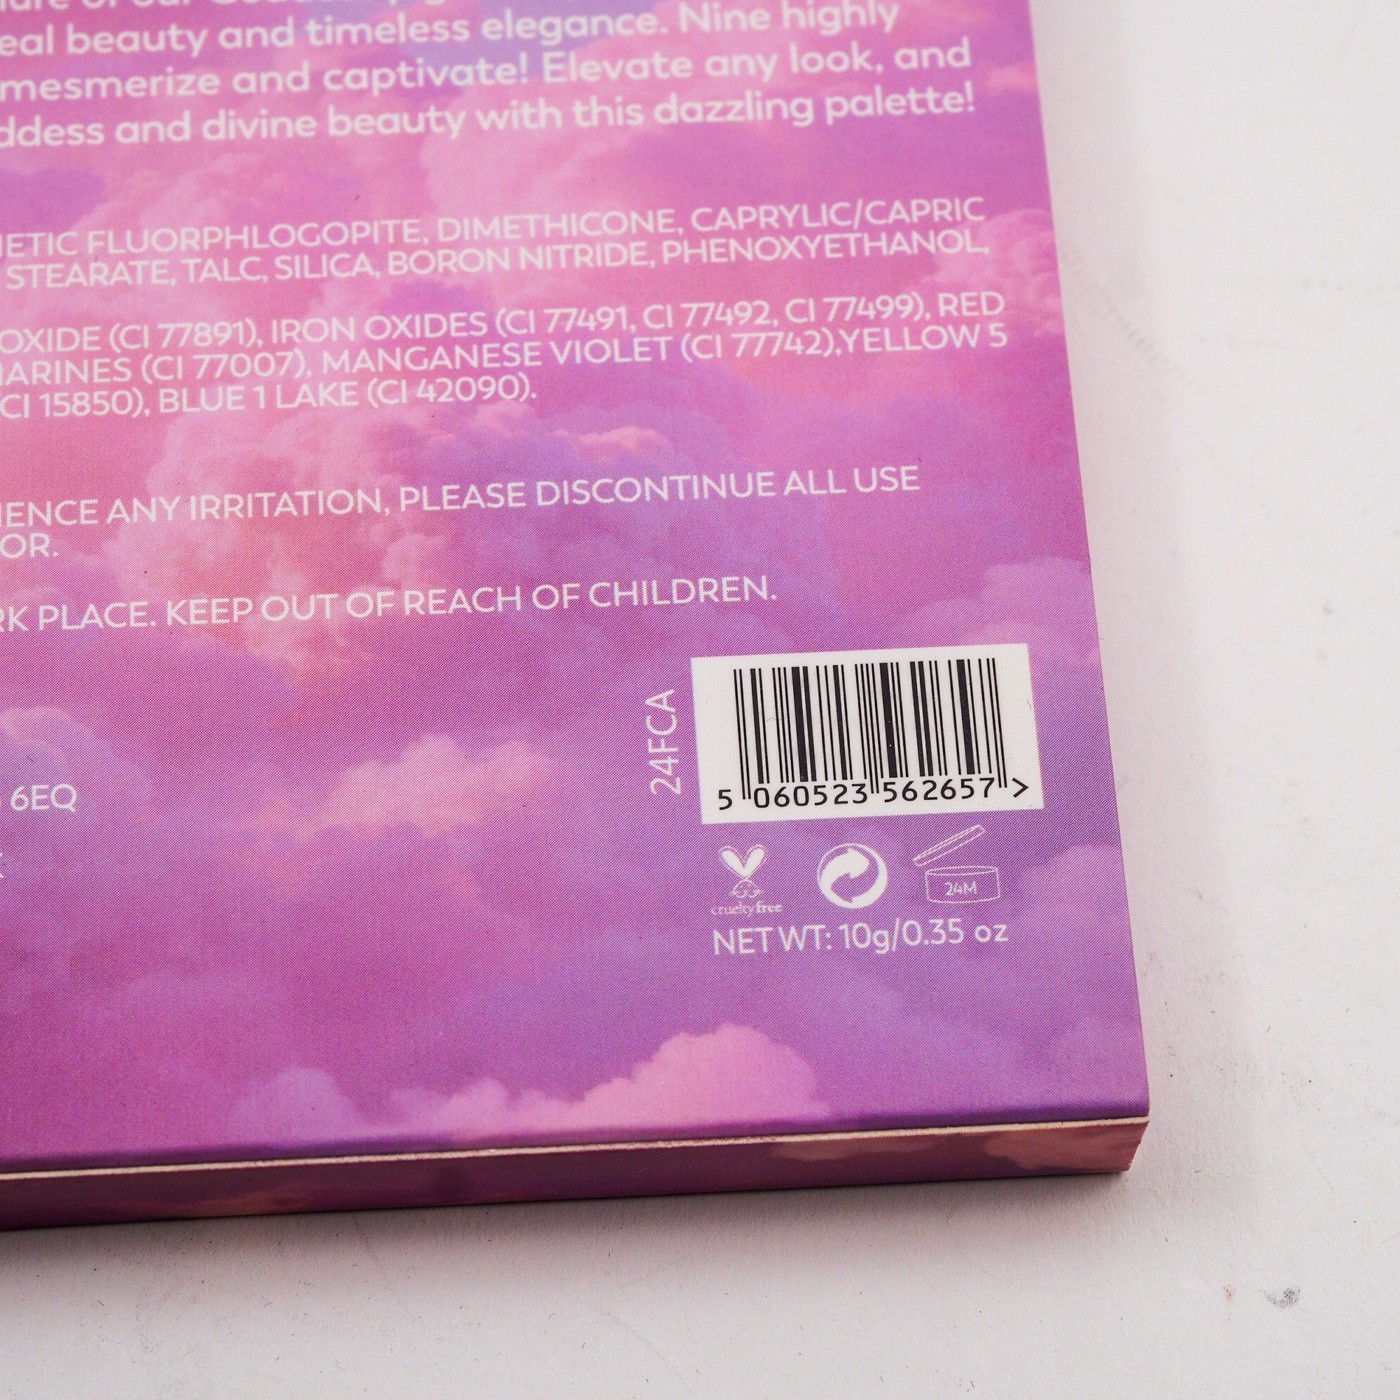 of our
eal beauty and timeless elegance. Nine highly
mesmerize and captivate! Elevate any look, and
ddess and divine beauty with this dazzling palette!
NETIC FLUORPHLOGOPITE, DIMETHICONE, CAPRYLIC/CAPRIC
STEARATE, TALC, SILICA, BORON NITRIDE, PHENOXYETHANOL,
OXIDE (CI 77891), IRON OXIDES (CI 77491, CI 77492, CI 77499), RED
MARINES (CI 77007), MANGANESE VIOLET (CI 77742),YELLOW 5
CI 15850), BLUE 1 LAKE (CI 42090).
IENCE ANY IRRITATION, PLEASE DISCONTINUE ALL USE
OR.
RK PLACE. KEEP OUT OF REACH OF CHILDREN.
24FCA
6EQ
5 060523 562657 >
cruelty free
24M
NET WT: 10g/0.35 oz